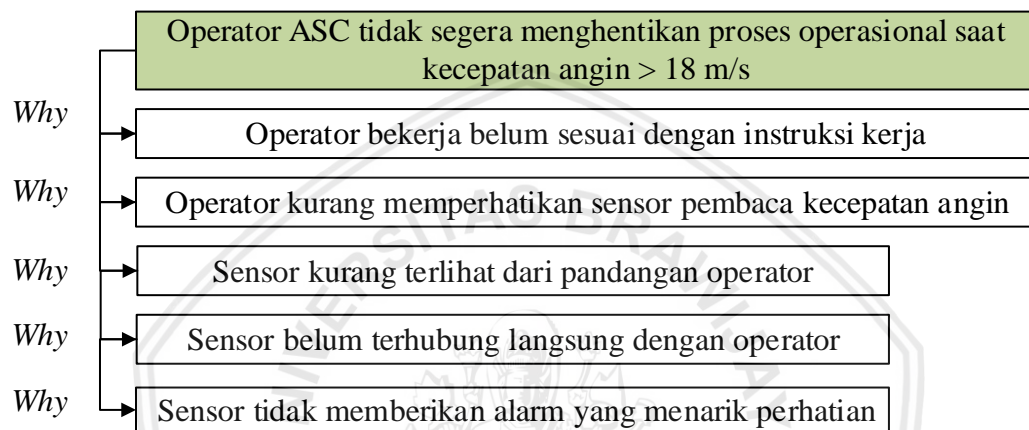 Operator ASC tidak segera menghentikan proses operasional saat
kecepatan angin > 18 m/s
Why
Operator bekerja belum sesuai dengan instruksi kerja
Why
Operator kurang memperhatikan sensor pembaca kecepatan angin
Why
Sensor kurang terlihat dari pandangan operator
Why
Sensor belum terhubung langsung dengan operator
Why
Sensor tidak memberikan alarm yang menarik perhatian